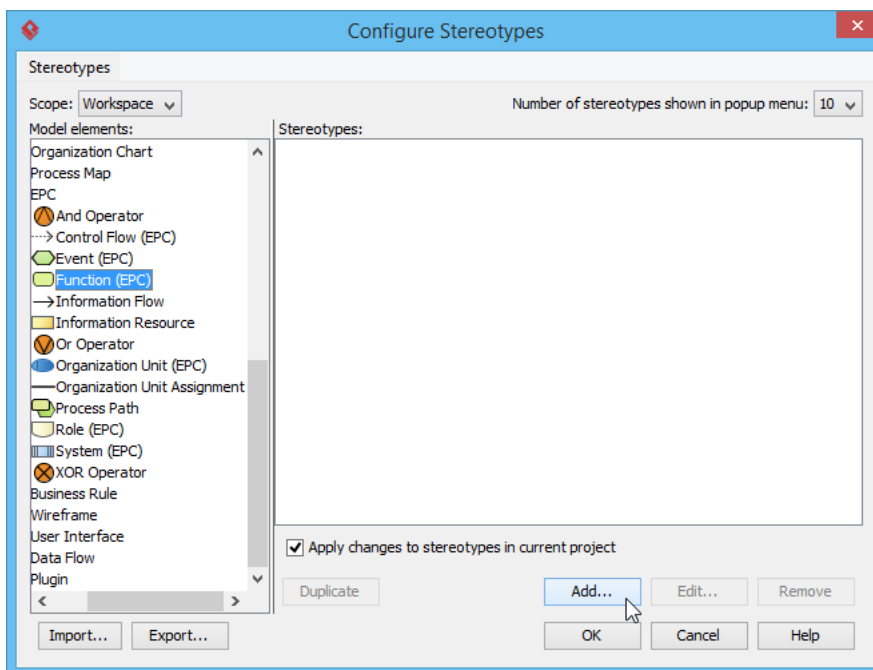 Configure Stereotypes
Stereotypes
Scope: Workspace Number of stereotypes shown in popup menu: 10
Model elements: Stereotypes:
Organization Chart
Process Map
EPC
And Operator
Control Flow (EPC)
Event (EPC)
Function (EPC)
Information Flow
Information Resource
Or Operator
Organization Unit (EPC)
Organization Unit Assignment
Process Path
Role (EPC)
System (EPC)
XOR Operator
Business Rule
Wireframe
User Interface
Data Flow
Plugin
Apply changes to stereotypes in current project
Duplicate Add... Edit... Remove
Import... Export... OK Cancel Help